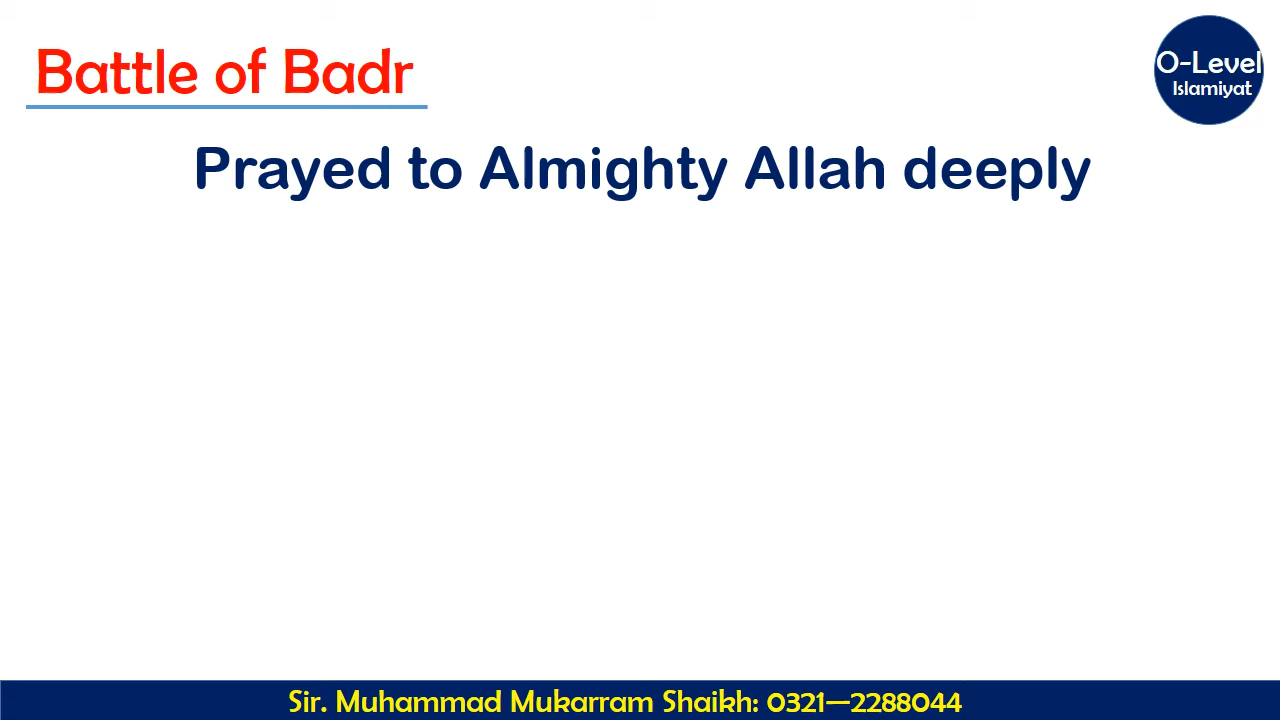 Battle of Badr
O-Level
Islamiyat
Prayed to Almighty Allah deeply
Sir. Muhammad Mukarram Shaikh: 0321—2288044